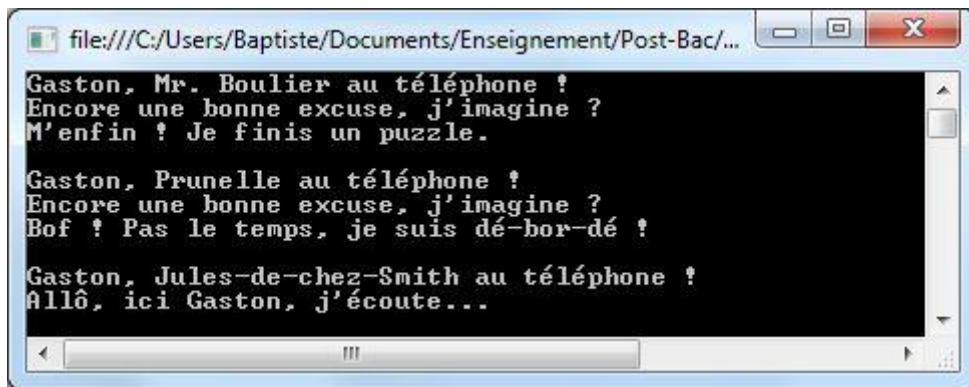 file:///C:/Users/Baptiste/Documents/Enseignement/Post-Bac/...
Gaston, Mr. Boulier au téléphone !
Encore une bonne excuse, j'imagine ?
M'enfin ! Je finis un puzzle.
Gaston, Prunelle au téléphone !
Encore une bonne excuse, j'imagine ?
Bof ! Pas le temps, je suis dé-bor-dé !
Gaston, Jules-de-chez-Smith au téléphone !
Allô, ici Gaston, j'écoute...